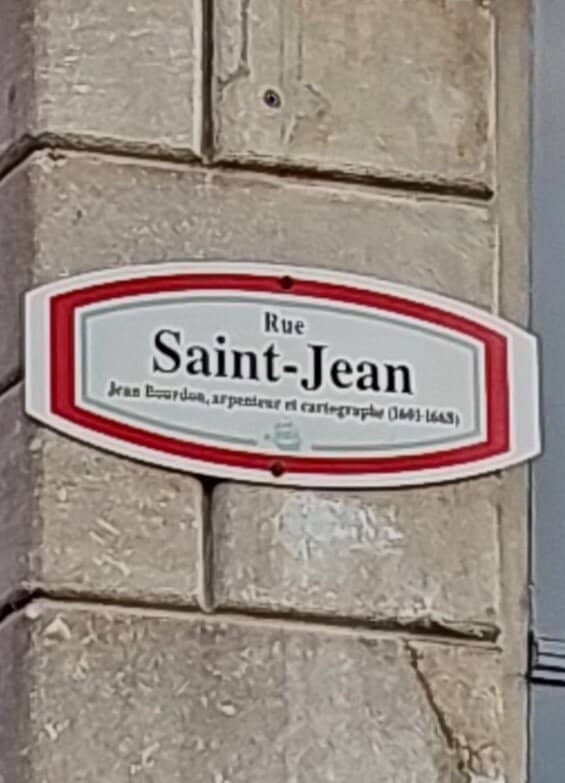 Rue
Saint-Jean
Jean Bourdon, arpenteur et cartographe (1601-1668)